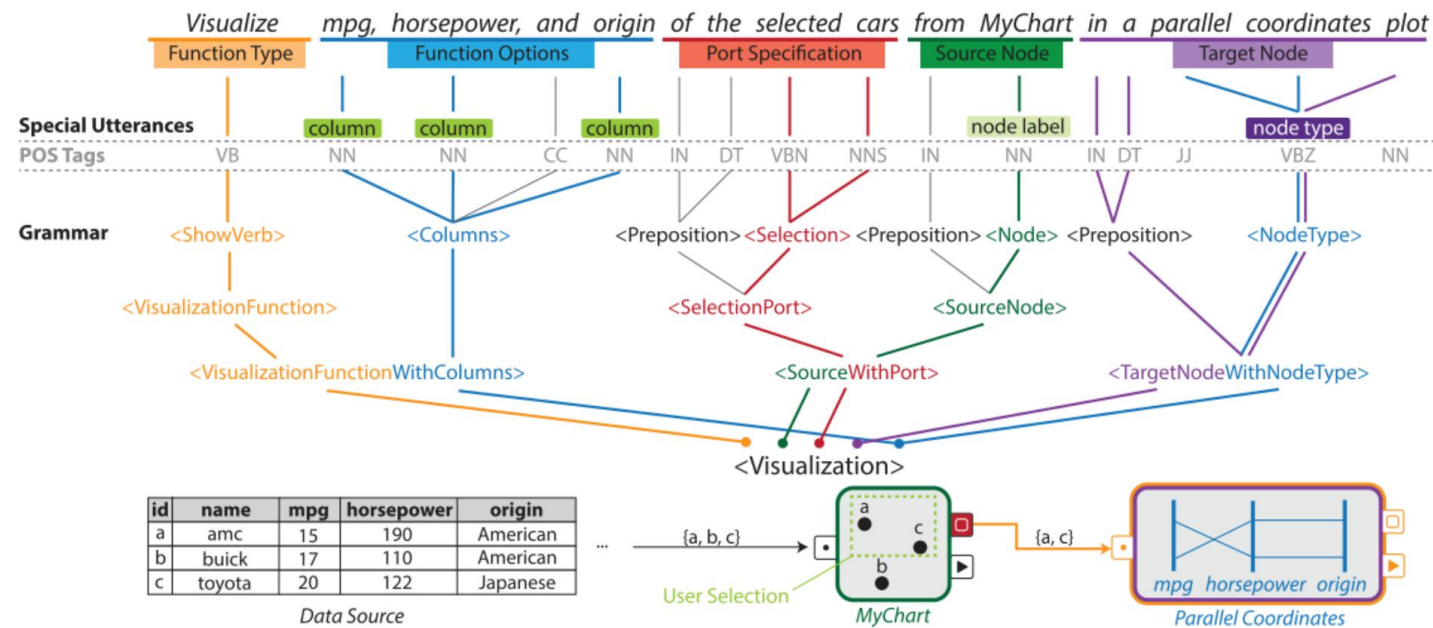 Visualize mpg, horsepower, and origin of the selected cars from MyChart in a parallel coordinates plot
Function Type Function Options Port Specification Source Node Target Node
Special Utterances column column column node label node type
POS Tags VB NN NN CC NN IN DT VBN NNS IN NN IN DT JJ VBZ NN
Grammar <ShowVerb> <Columns> <Preposition> <Selection> <Preposition> <Node> <Preposition> <NodeType>
<VisualizationFunction> <SelectionPort> <SourceNode>
<VisualizationFunctionWithColumns> <SourceWithPort> <TargetNodeWithNodeType>
<Visualization>
id name mpg horsepower origin
a amc 15 190 American
b buick 17 110 American
c toyota 20 122 Japanese
Data Source
...
{a, b, c}
a
c
b
User Selection
MyChart
{a, c}
mpg horsepower origin
Parallel Coordinates